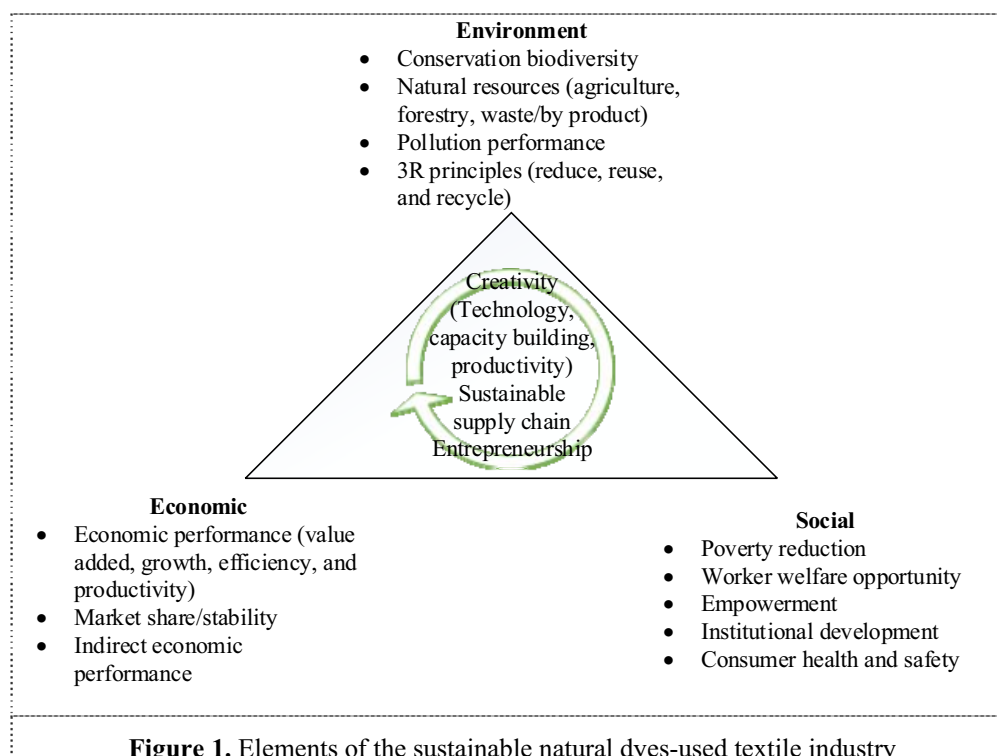 Environment
• Conservation biodiversity
• Natural resources (agriculture,
forestry, waste/by product)
• Pollution performance
• 3R principles (reduce, reuse,
and recycle)
Creativity
(Technology,
capacity building,
productivity)
Sustainable
supply chain
Entrepreneurship
Economic
• Economic performance (value
added, growth, efficiency, and
productivity)
• Market share/stability
• Indirect economic
performance
Social
• Poverty reduction
• Worker welfare opportunity
• Empowerment
• Institutional development
• Consumer health and safety
Figure 1. Elements of the sustainable natural dyes-used textile industry